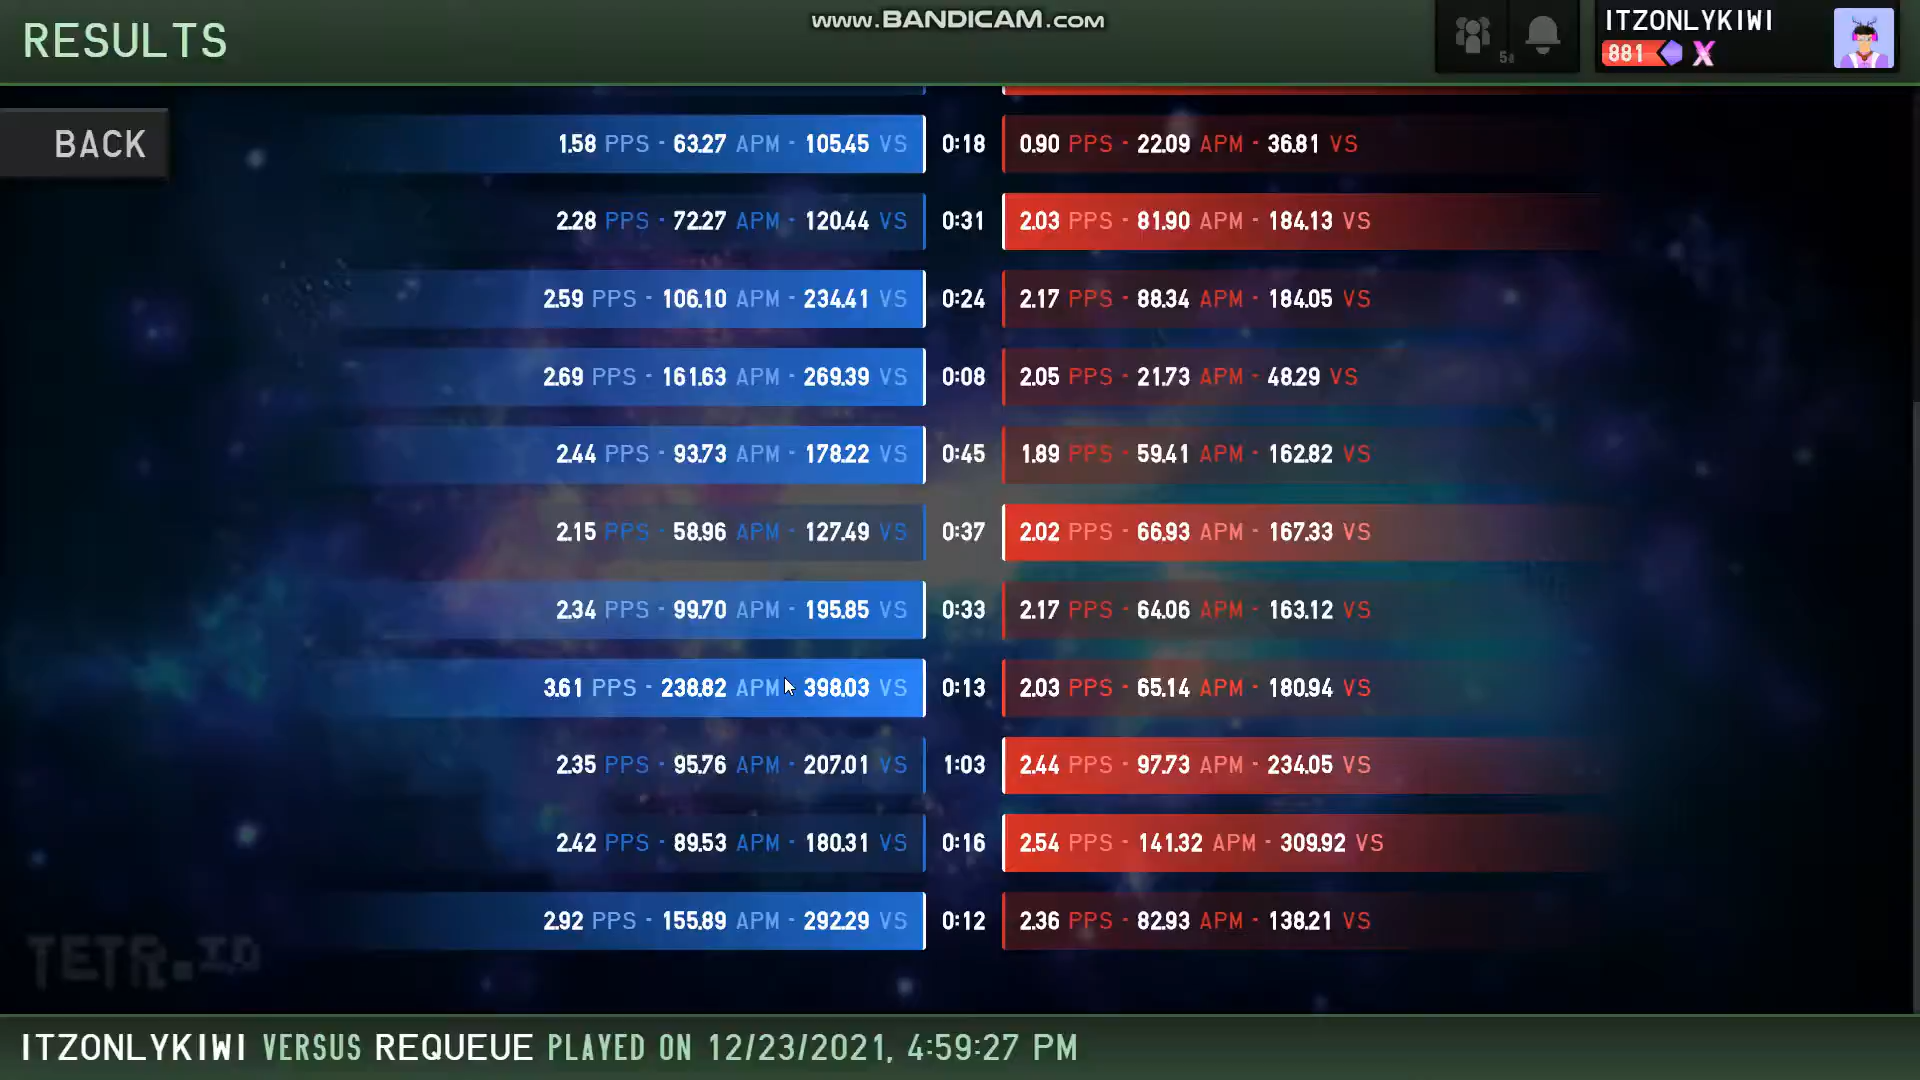 RESULTS
www.BANDICAM.com
ITZONLYKIWI
881
BACK
1.58 PPS - 63.27 APM - 105.45 VS 0:18 0.90 PPS - 22.09 APM - 36.81 VS
2.28 PPS - 72.27 APM - 120.44 VS 0:31 2.03 PPS - 81.90 APM - 184.13 VS
2.59 PPS - 106.10 APM - 234.41 VS 0:24 2.17 PPS - 88.34 APM - 184.05 VS
2.69 PPS - 161.63 APM - 269.39 VS 0:08 2.05 PPS - 21.73 APM - 48.29 VS
2.44 PPS - 93.73 APM - 178.22 VS 0:45 1.89 PPS - 59.41 APM - 162.82 VS
2.15 PPS - 58.96 APM - 127.49 VS 0:37 2.02 PPS - 66.93 APM - 167.33 VS
2.34 PPS - 99.70 APM - 195.85 VS 0:33 2.17 PPS - 64.06 APM - 163.12 VS
3.61 PPS - 238.82 APM - 398.03 VS 0:13 2.03 PPS - 65.14 APM - 180.94 VS
2.35 PPS - 95.76 APM - 207.01 VS 1:03 2.44 PPS - 97.73 APM - 234.05 VS
2.42 PPS - 89.53 APM - 180.31 VS 0:16 2.54 PPS - 141.32 APM - 309.92 VS
2.92 PPS - 155.89 APM - 292.29 VS 0:12 2.36 PPS - 82.93 APM - 138.21 VS
TETR.IO
ITZONLYKIWI VERSUS REQUEUE PLAYED ON 12/23/2021, 4:59:27 PM